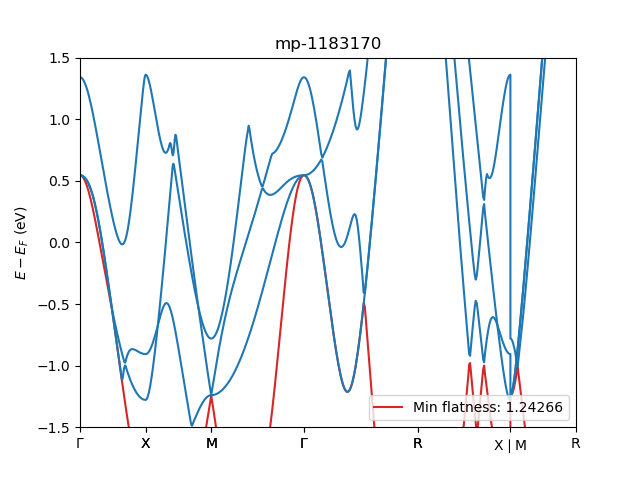 mp-1183170
1.5
1.0
0.5
0.0
−0.5
−1.0
−1.5
E − E_F (eV)
Min flatness: 1.24266
Γ X M Γ R X | M R